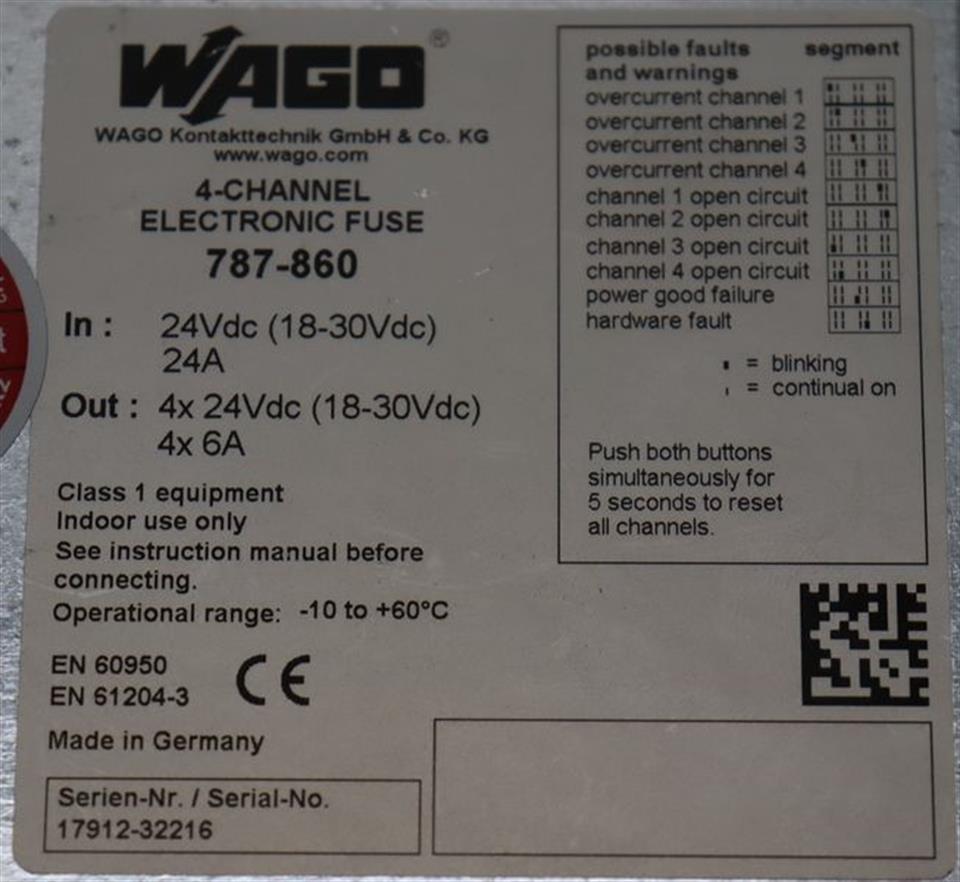 WAGO®
WAGO Kontakttechnik GmbH & Co. KG
www.wago.com
4-CHANNEL
ELECTRONIC FUSE
787-860
In : 24Vdc (18-30Vdc)
24A
Out : 4x 24Vdc (18-30Vdc)
4x 6A
Class 1 equipment
Indoor use only
See instruction manual before
connecting.
Operational range: -10 to +60°C
EN 60950
EN 61204-3
CE
Made in Germany
Serien-Nr. / Serial-No.
17912-32216
possible faults segment
and warnings
overcurrent channel 1
overcurrent channel 2
overcurrent channel 3
overcurrent channel 4
channel 1 open circuit
channel 2 open circuit
channel 3 open circuit
channel 4 open circuit
power good failure
hardware fault
= blinking
= continual on
Push both buttons
simultaneously for
5 seconds to reset
all channels.